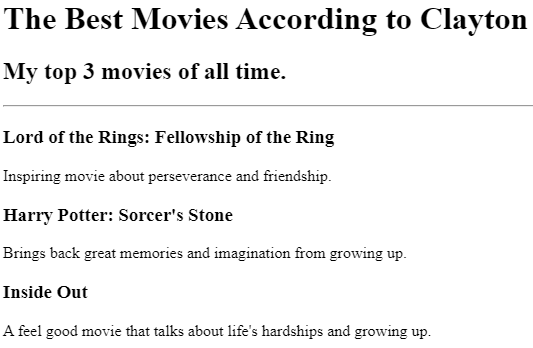 The Best Movies According to Clayton
My top 3 movies of all time.
Lord of the Rings: Fellowship of the Ring
Inspiring movie about perseverance and friendship.
Harry Potter: Sorcer's Stone
Brings back great memories and imagination from growing up.
Inside Out
A feel good movie that talks about life's hardships and growing up.